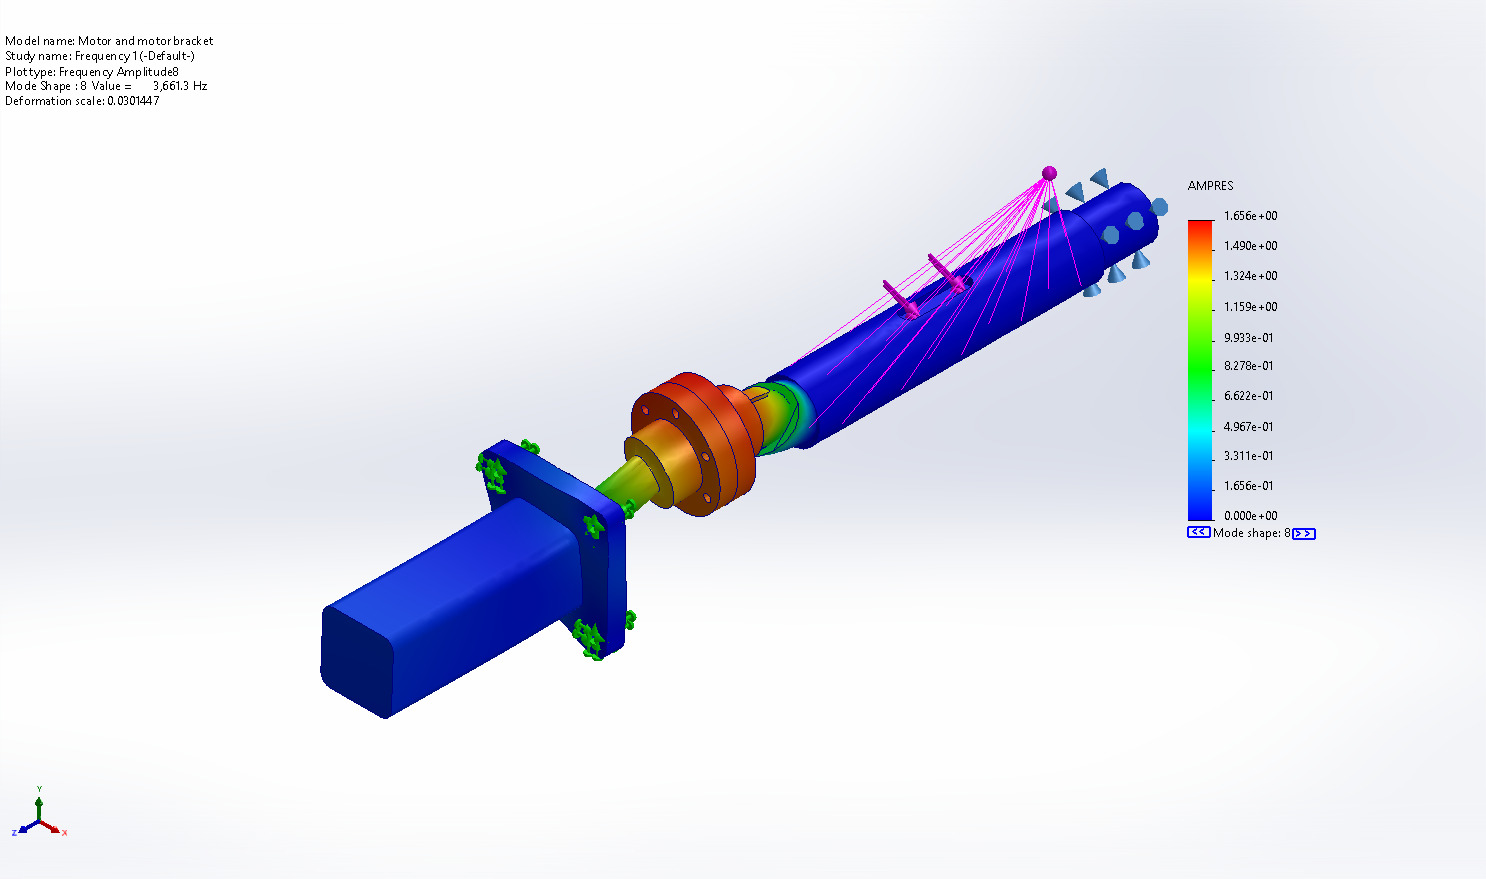 Model name: Motor and motor bracket
Study name: Frequency 1(-Default-)
Plot type: Frequency Amplitude8
Mode Shape : 8 Value = 3,661.3 Hz
Deformation scale: 0.0301447
AMPRES
1.656e+00
1.490e+00
1.324e+00
1.159e+00
9.933e-01
8.278e-01
6.622e-01
4.967e-01
3.311e-01
1.656e-01
0.000e+00
<< Mode shape: 8 >>
Y
Z X